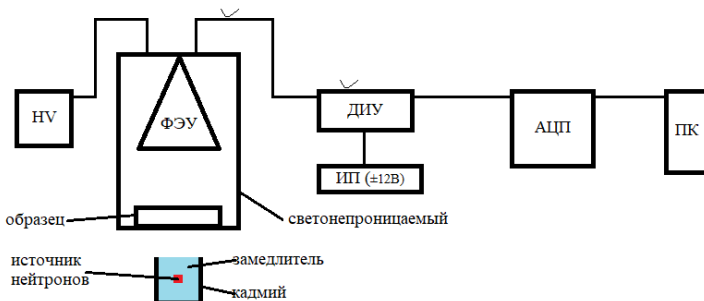 HV
ФЭУ
ДИУ
АЦП
ПК
ИП (±12В)
образец
светонепроницаемый
источник
нейтронов
замедлитель
кадмий